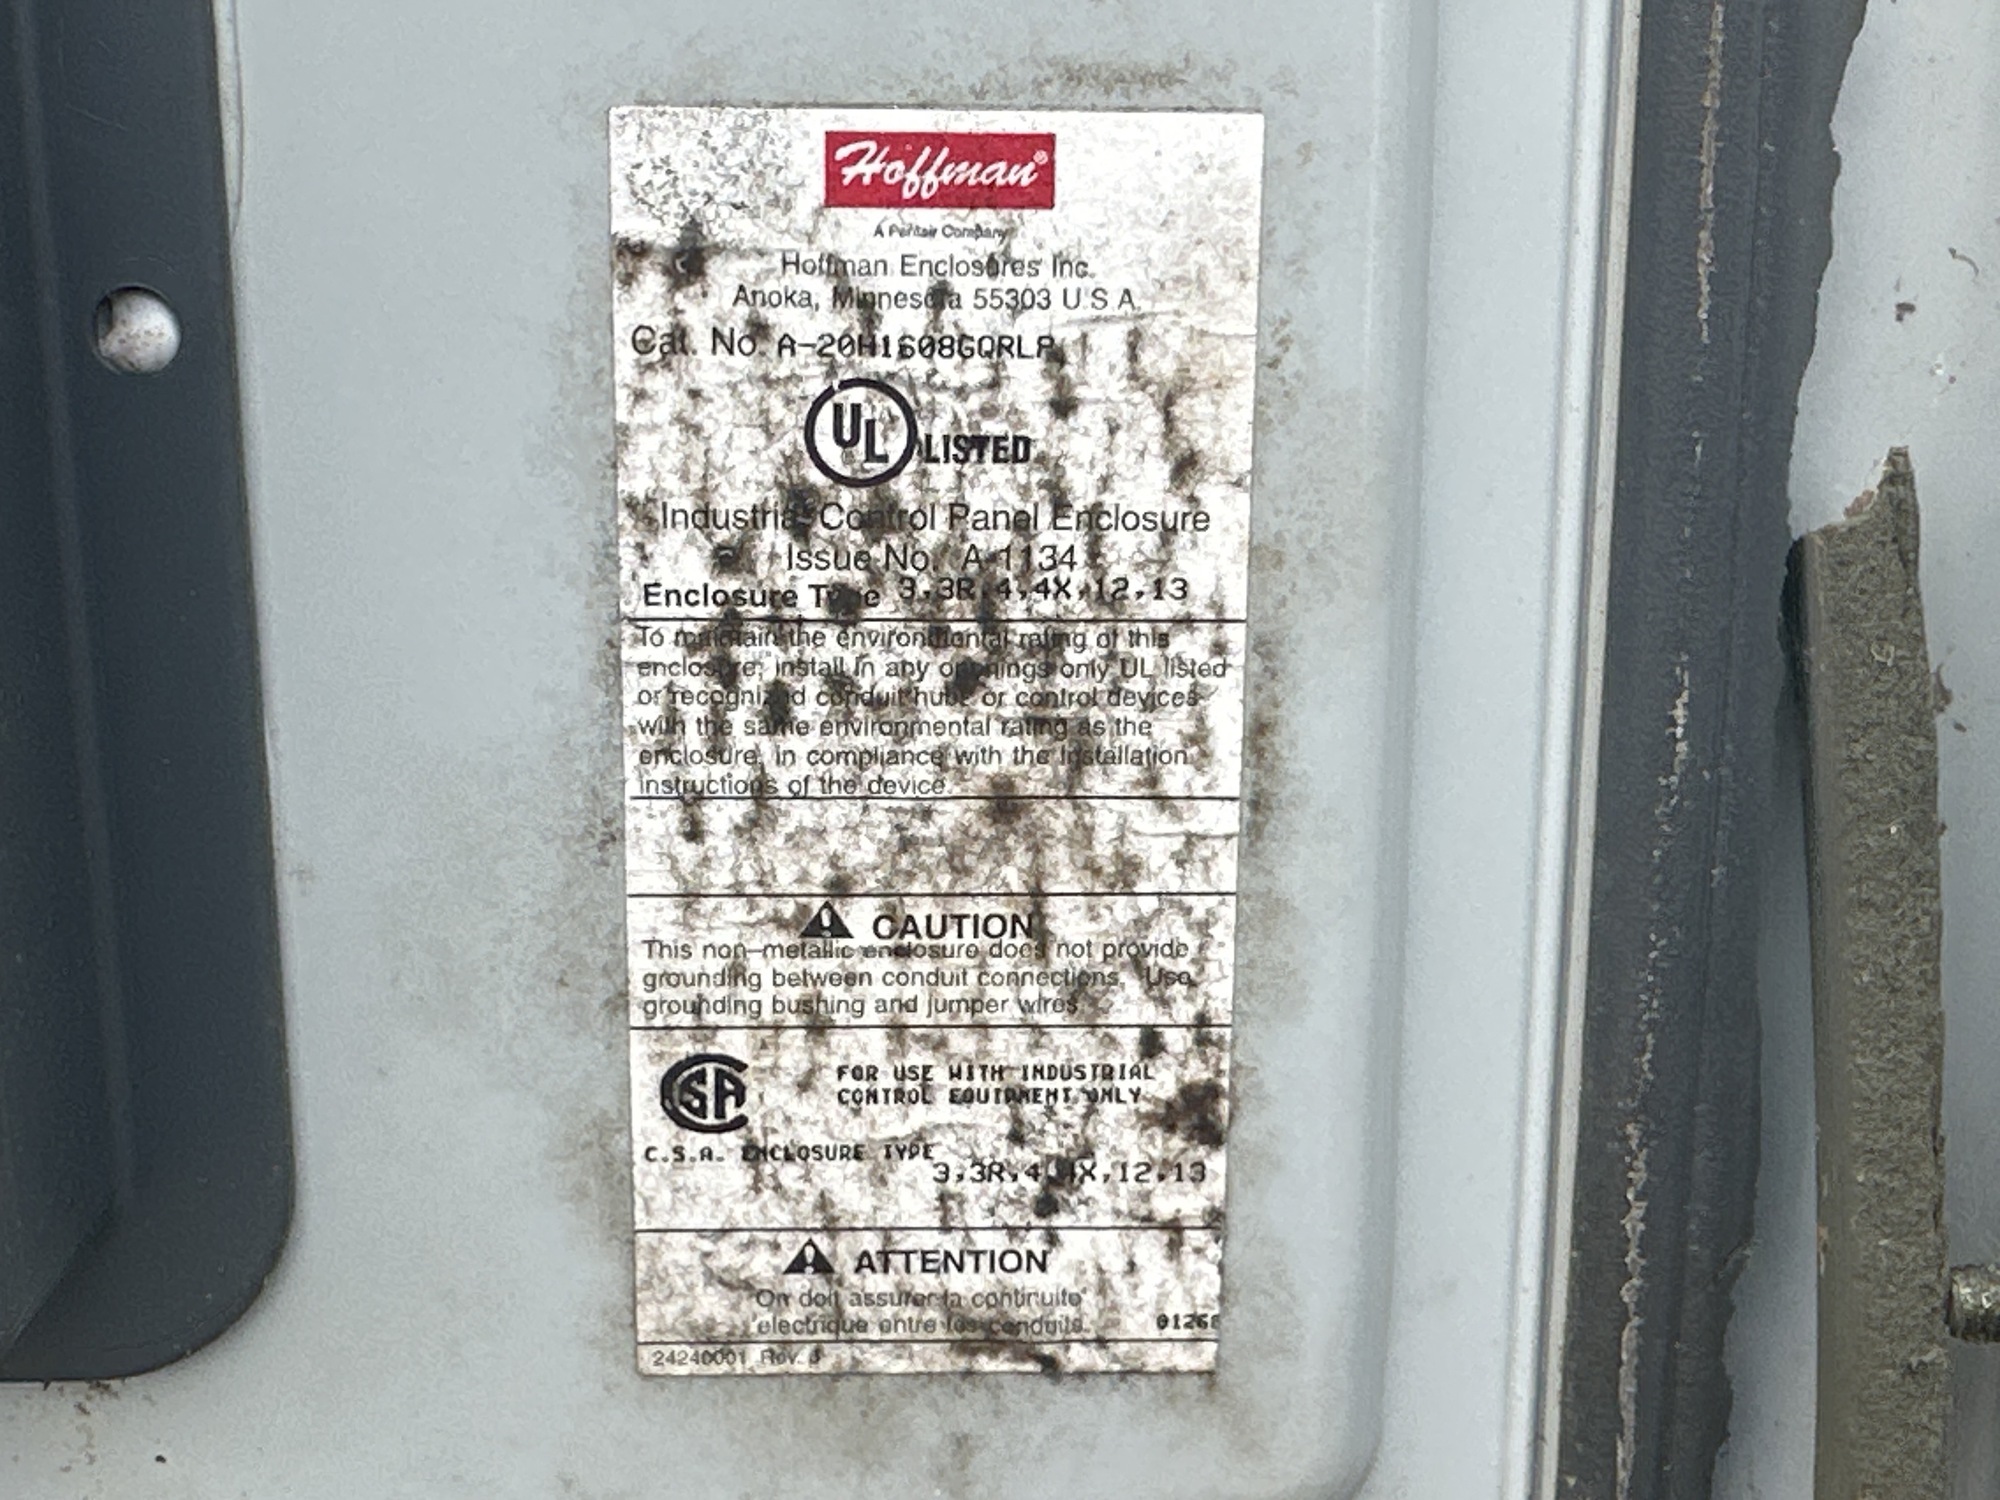 Hoffman®
A Pentair Company
Hoffman Enclosures Inc.
Anoka, Minnesota 55303 U.S.A.
Cat. No. A-20H1608GQRLP
UL LISTED
Industrial Control Panel Enclosure
Issue No. A-1134
Enclosure Type 3,3R,4,4X,12,13
To maintain the environmental rating of this
enclosure, install in any openings only UL listed
or recognized conduit hubs or control devices
with the same environmental rating as the
enclosure, in compliance with the installation
instructions of the device.
CAUTION
This non-metallic enclosure does not provide
grounding between conduit connections. Use
grounding bushing and jumper wires.
CSA
FOR USE WITH INDUSTRIAL
CONTROL EQUIPMENT ONLY
C.S.A. ENCLOSURE TYPE
3,3R,4,4X,12,13
ATTENTION
On doit assurer la continuite
electrique entre les conduits.
24240001 Rev.